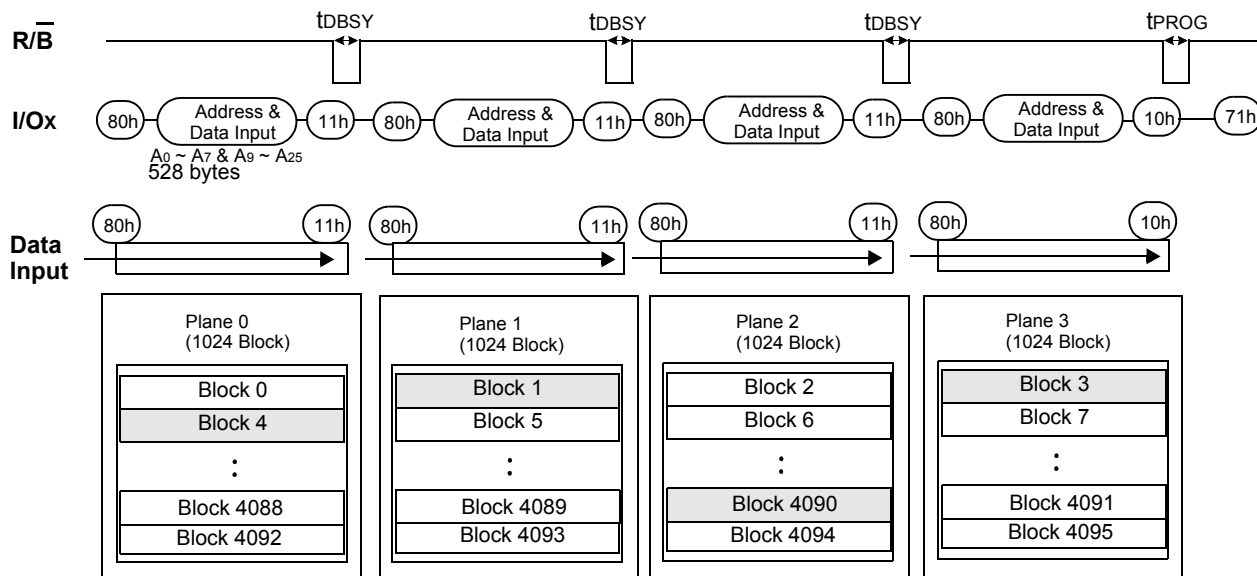 tDBSY tDBSY tDBSY tPROG
R/B
I/Ox
80h Address & Data Input 11h 80h Address & Data Input 11h 80h Address & Data Input 11h 80h Address & Data Input 10h 71h
A0 ~ A7 & A9 ~ A25
528 bytes
80h 11h 80h 11h 80h 11h 80h 10h
Data
Input
Plane 0
(1024 Block)
Block 0
Block 4
:
Block 4088
Block 4092
Plane 1
(1024 Block)
Block 1
Block 5
:
Block 4089
Block 4093
Plane 2
(1024 Block)
Block 2
Block 6
:
Block 4090
Block 4094
Plane 3
(1024 Block)
Block 3
Block 7
:
Block 4091
Block 4095